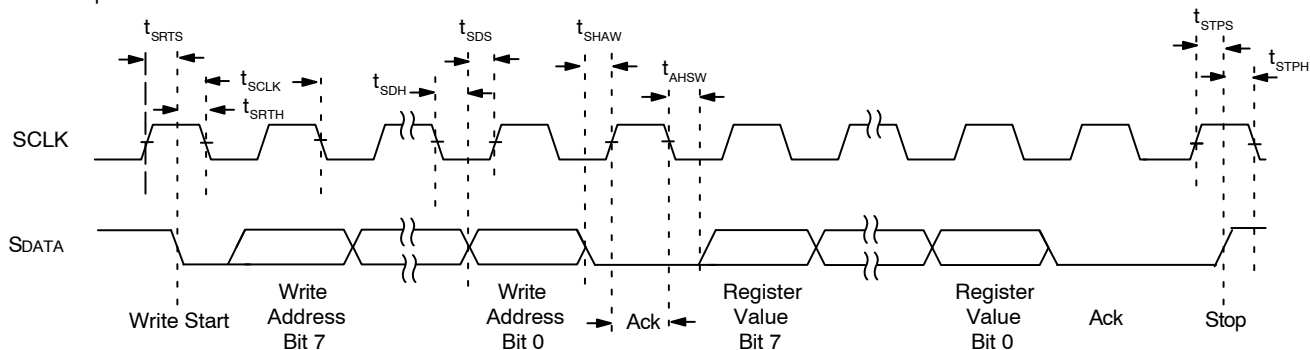 tSRTS
tSDS
tSHAW
tSTPS
tSCLK
tSDH
tAHSW
tSTPH
tSRTH
SCLK
SDATA
Write Start
Write
Address
Bit 7
Write
Address
Bit 0
Ack
Register
Value
Bit 7
Register
Value
Bit 0
Ack
Stop